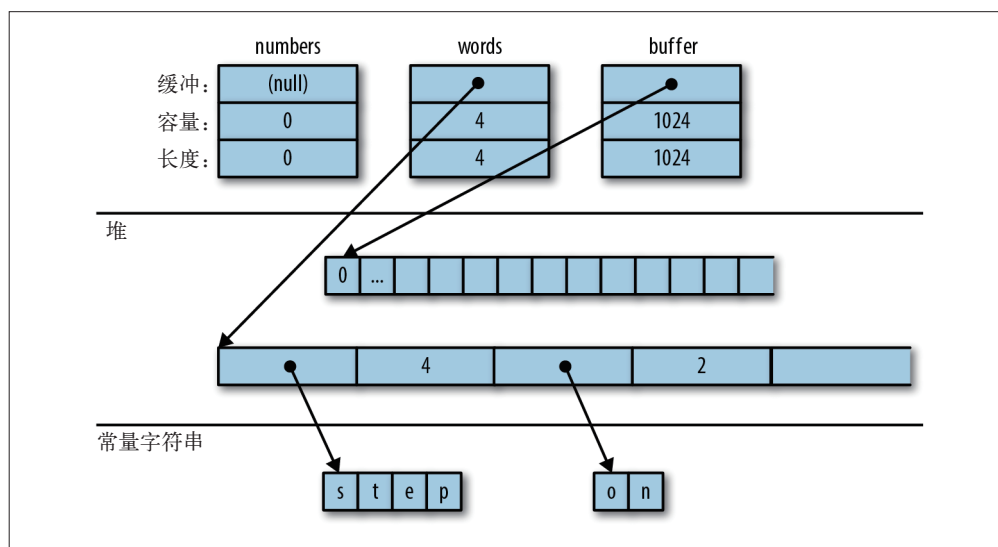 numbers words buffer
缓冲: (null)
容量: 0 4 1024
长度: 0 4 1024
堆
0 ...
4 2
常量字符串
s t e p o n